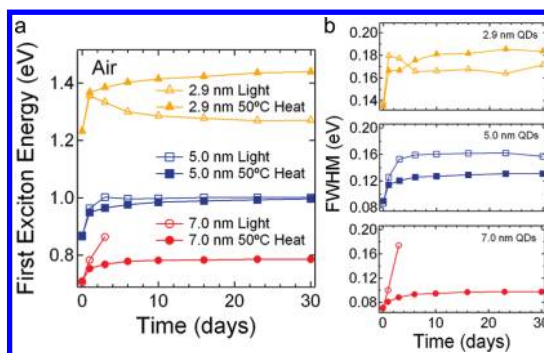 a
First Exciton Energy (eV)
1.4
1.2
1.0
0.8
Air
2.9 Light
2.9 50ºC Heat
5.0 nm Light
5.0 nm 50ºC Heat
7.0 nm Light
7.0 nm 50ºC Heat
0 10 20 30
Time (days)
b
FWHM (eV)
0.20
0.18
0.16
0.14
2.9 nm QDs
0.20
0.16
0.12
0.08
5.0 nm QDs
0.20
0.16
0.12
0.08
7.0 nm QDs
0 10 20 30
Time (days)